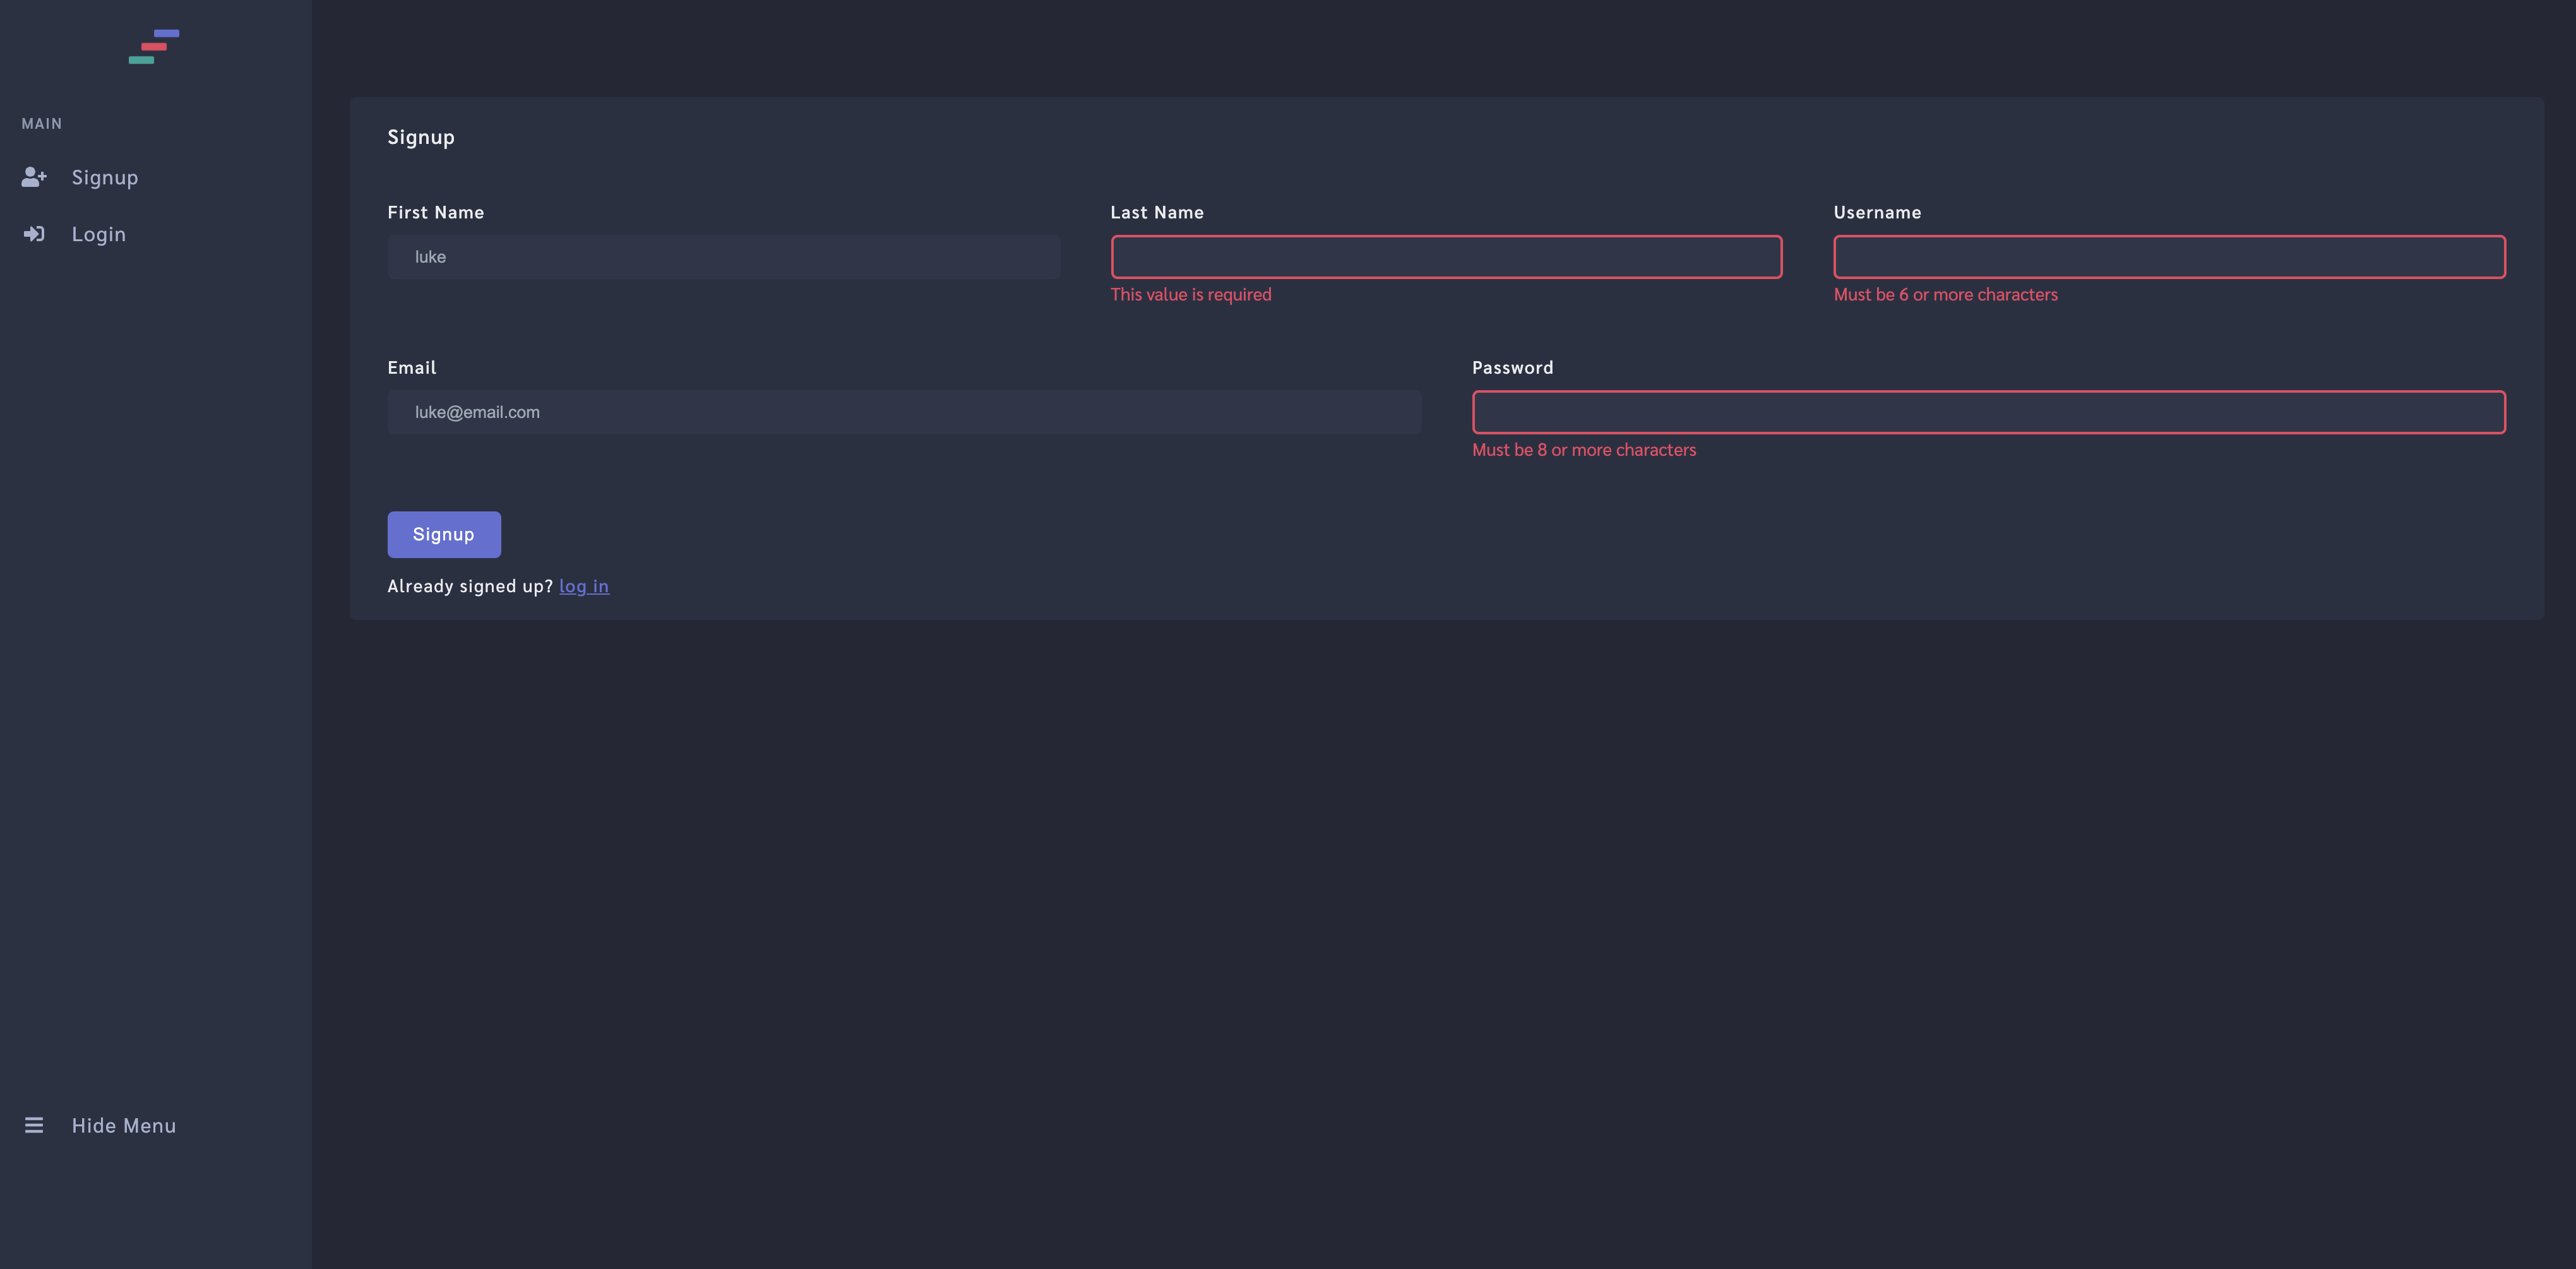 MAIN
Signup
Login
Hide Menu
Signup
First Name
luke
Last Name
This value is required
Username
Must be 6 or more characters
Email
luke@email.com
Password
Must be 8 or more characters
Signup
Already signed up? log in